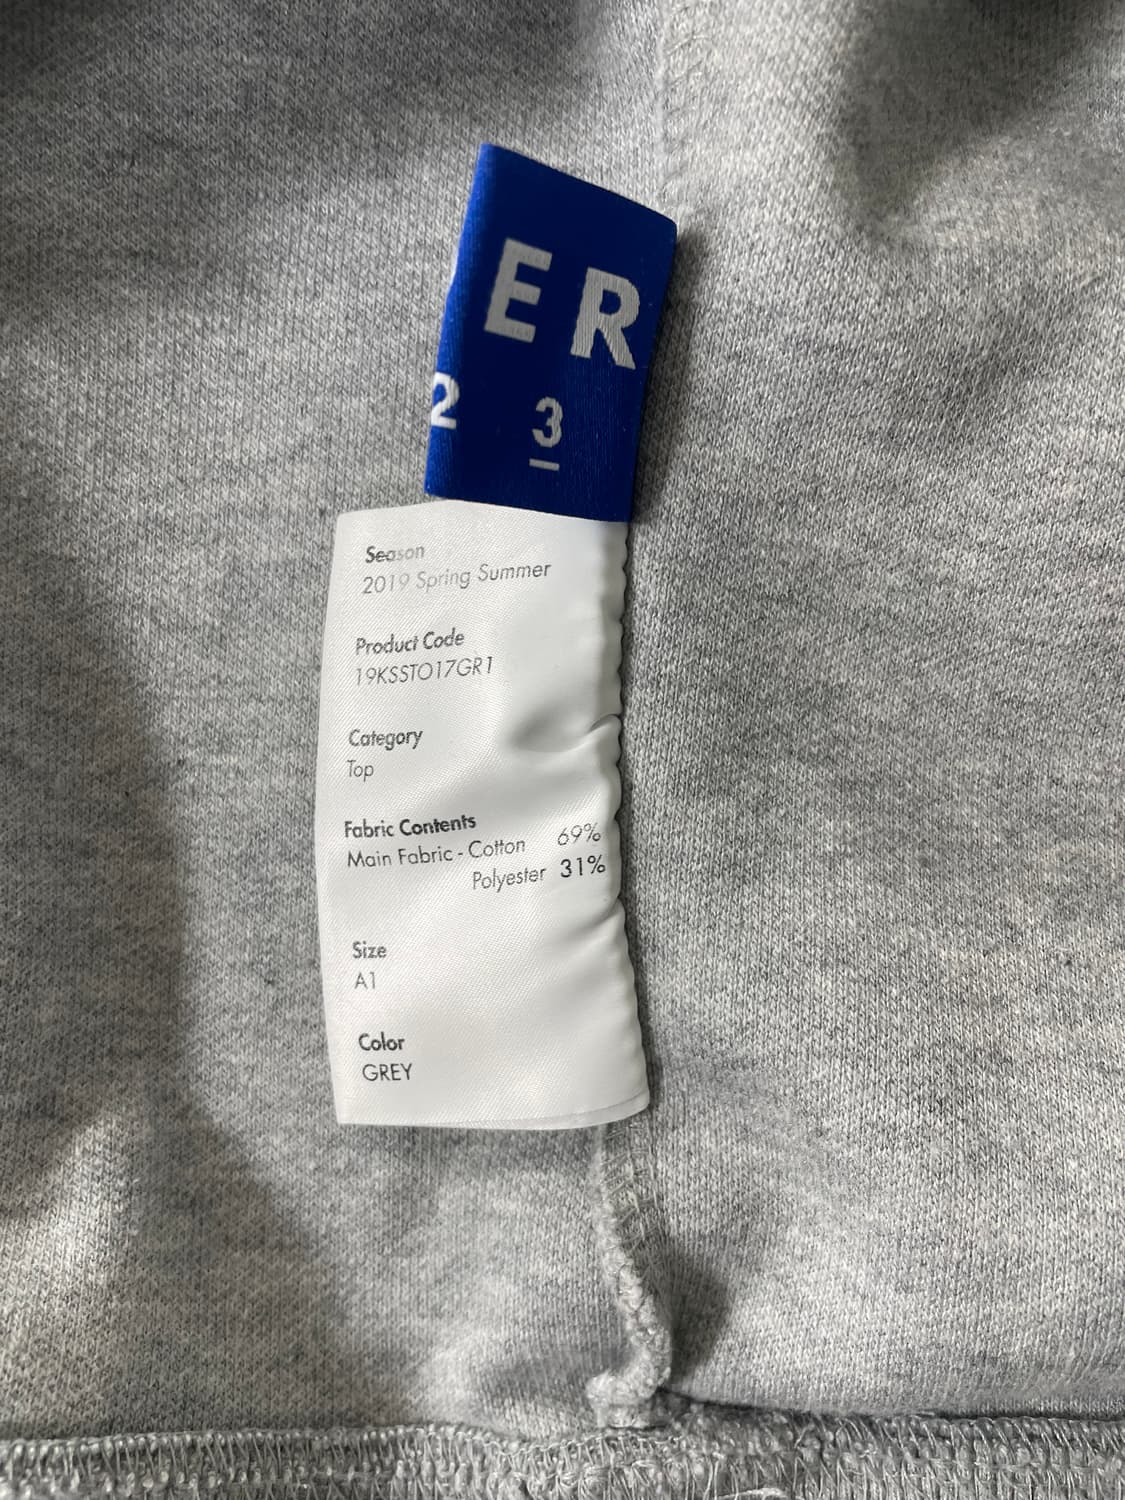 ER
2 3
Season
2019 Spring Summer
Product Code
19KSSTO17GR1
Category
Top
Fabric Contents
Main Fabric - Cotton 69%
Polyester 31%
Size
A1
Color
GREY